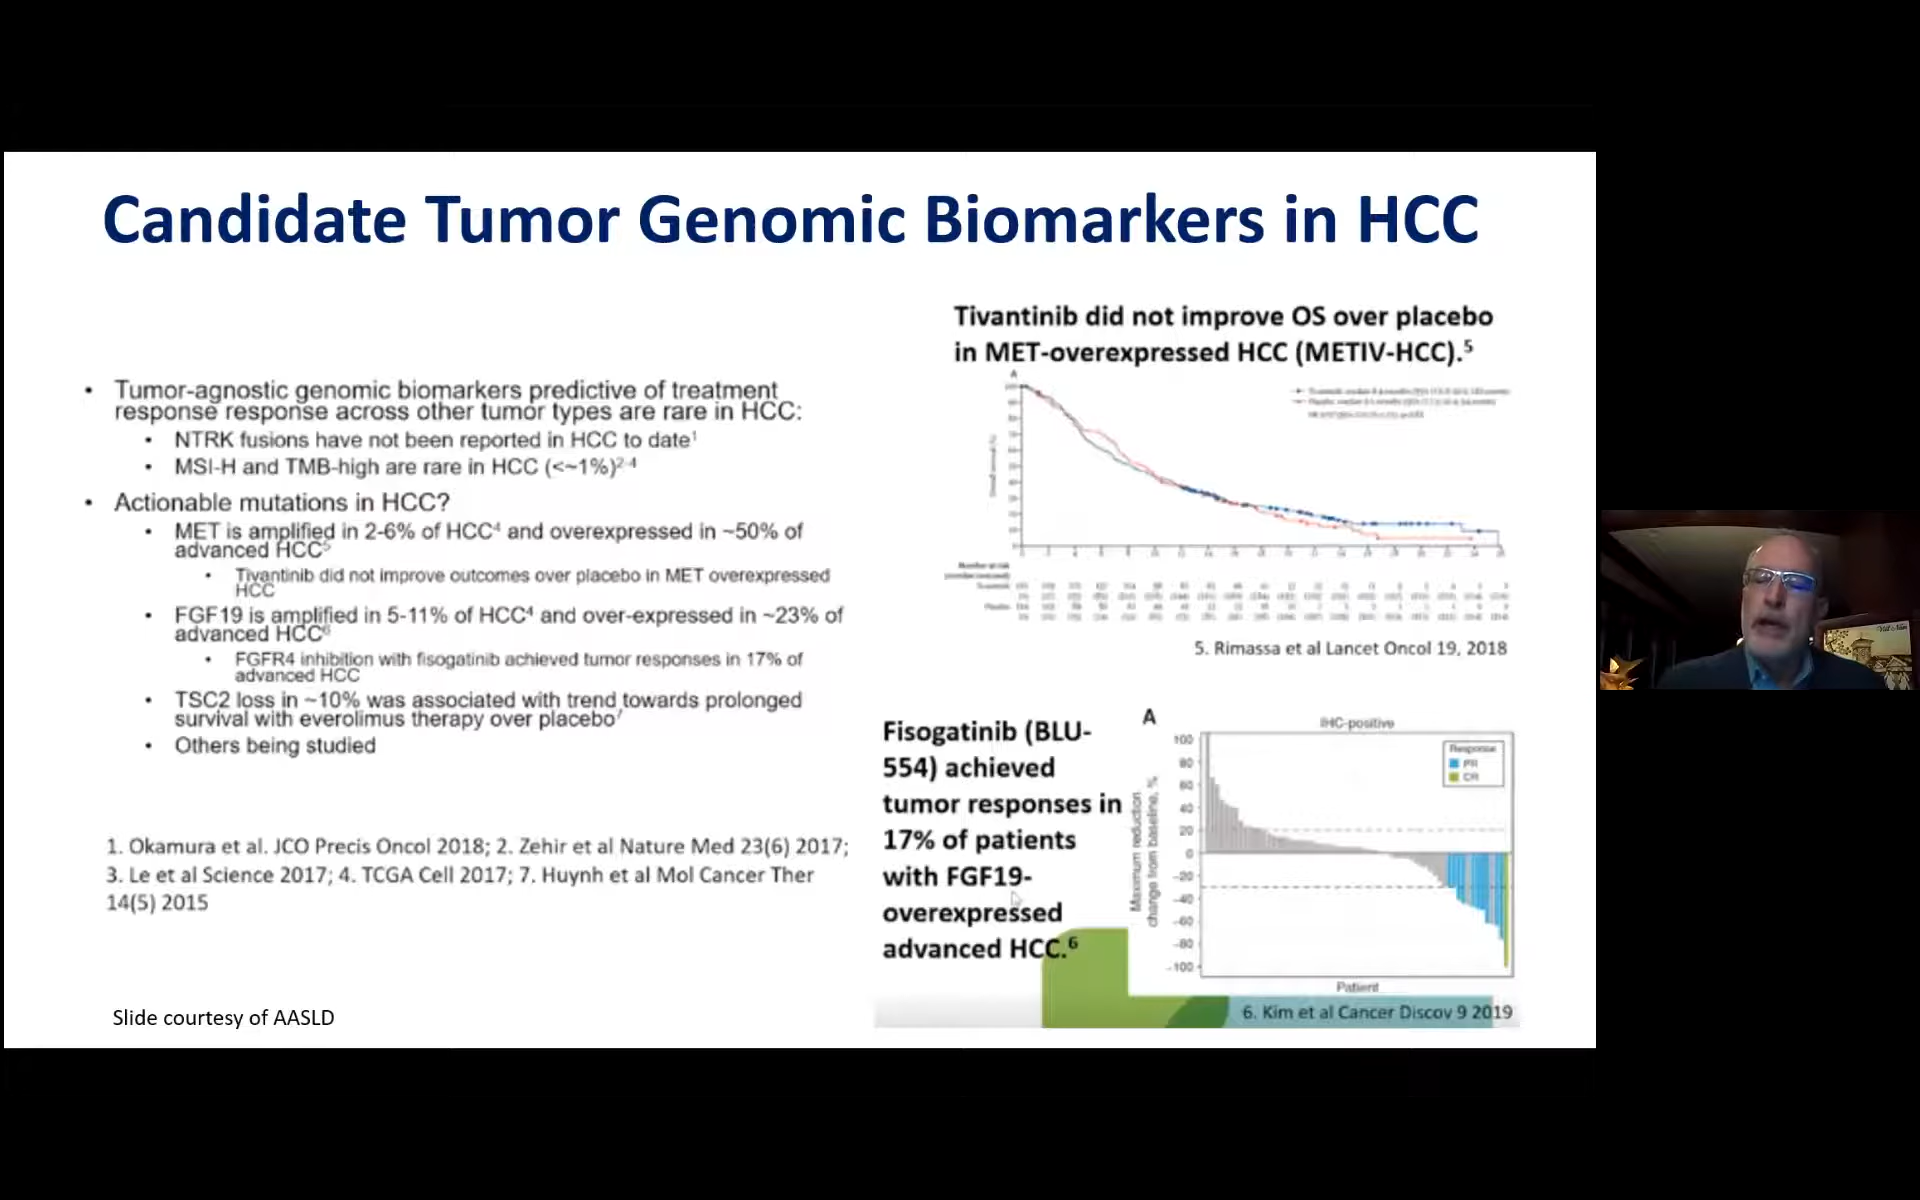 Candidate Tumor Genomic Biomarkers in HCC
• Tumor-agnostic genomic biomarkers predictive of treatment
response response across other tumor types are rare in HCC:
• NTRK fusions have not been reported in HCC to date¹
• MSI-H and TMB-high are rare in HCC (<~1%)²⁻⁴
• Actionable mutations in HCC?
• MET is amplified in 2-6% of HCC⁴ and overexpressed in ~50% of
advanced HCC⁵
• Tivantinib did not improve outcomes over placebo in MET overexpressed
HCC
• FGF19 is amplified in 5-11% of HCC⁴ and over-expressed in ~23% of
advanced HCC⁶
• FGFR4 inhibition with fisogatinib achieved tumor responses in 17% of
advanced HCC
• TSC2 loss in ~10% was associated with trend towards prolonged
survival with everolimus therapy over placebo⁷
• Others being studied
1. Okamura et al. JCO Precis Oncol 2018; 2. Zehir et al Nature Med 23(6) 2017;
3. Le et al Science 2017; 4. TCGA Cell 2017; 7. Huynh et al Mol Cancer Ther
14(5) 2015
Slide courtesy of AASLD
Tivantinib did not improve OS over placebo
in MET-overexpressed HCC (METIV-HCC).⁵
A
Number at risk
5. Rimassa et al Lancet Oncol 19, 2018
Fisogatinib (BLU-
554) achieved
tumor responses in
17% of patients
with FGF19-
overexpressed
advanced HCC.⁶
A
IHC-positive
Maximum reduction
change from baseline, %
100
80
60
40
20
0
-20
-40
-60
-80
-100
Response
PR
CR
Patient
6. Kim et al Cancer Discov 9 2019
Việt Nam